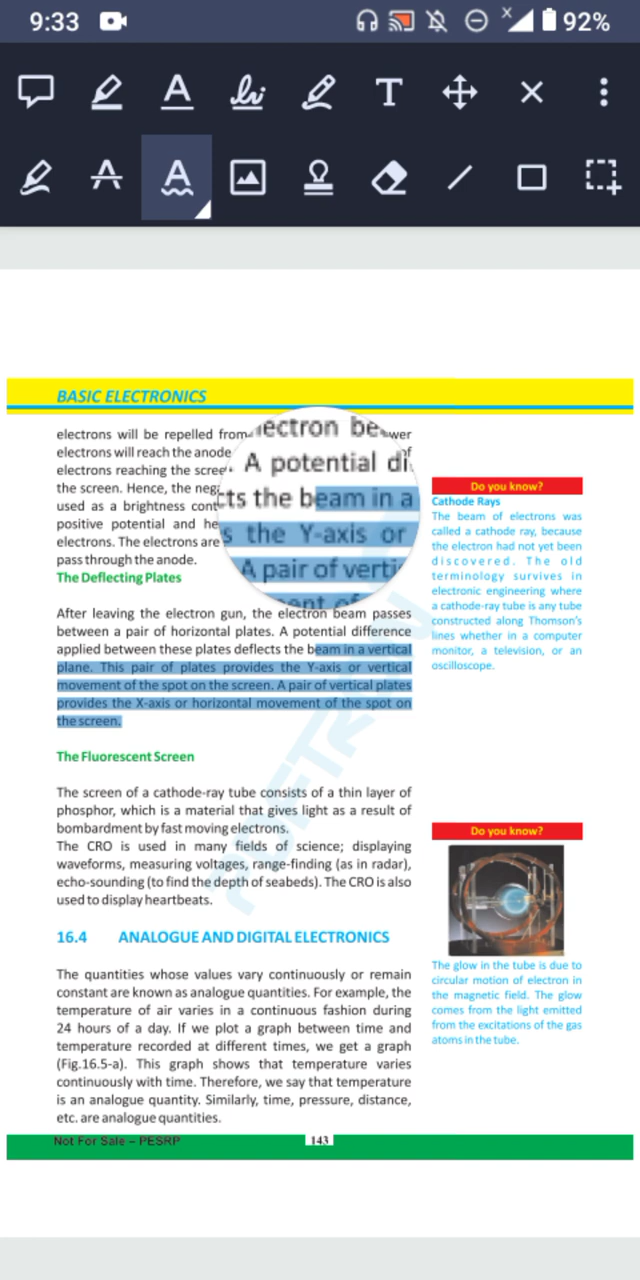 9:33
92%
BASIC ELECTRONICS
electrons will be repelled from
wer
electrons will reach the anode
of
electrons reaching the scree
the screen. Hence, the neg
used as a brightness cont
positive potential and he
electrons. The electrons are
pass through the anode.
ectron be
A potential di
cts the beam in a
s the Y-axis or
A pair of verti
ent of
The Deflecting Plates
After leaving the electron gun, the electron beam passes
between a pair of horizontal plates. A potential difference
applied between these plates deflects the beam in a vertical
plane. This pair of plates provides the Y-axis or vertical
movement of the spot on the screen. A pair of vertical plates
provides the X-axis or horizontal movement of the spot on
the screen.
The Fluorescent Screen
The screen of a cathode-ray tube consists of a thin layer of
phosphor, which is a material that gives light as a result of
bombardment by fast moving electrons.
The CRO is used in many fields of science; displaying
waveforms, measuring voltages, range-finding (as in radar),
echo-sounding (to find the depth of seabeds). The CRO is also
used to display heartbeats.
16.4 ANALOGUE AND DIGITAL ELECTRONICS
The quantities whose values vary continuously or remain
constant are known as analogue quantities. For example, the
temperature of air varies in a continuous fashion during
24 hours of a day. If we plot a graph between time and
temperature recorded at different times, we get a graph
(Fig.16.5-a). This graph shows that temperature varies
continuously with time. Therefore, we say that temperature
is an analogue quantity. Similarly, time, pressure, distance,
etc. are analogue quantities.
Do you know?
Cathode Rays
The beam of electrons was
called a cathode ray, because
the electron had not yet been
discovered. The old
terminology survives in
electronic engineering where
a cathode-ray tube is any tube
constructed along Thomson's
lines whether in a computer
monitor, a television, or an
oscilloscope.
Do you know?
The glow in the tube is due to
circular motion of electron in
the magnetic field. The glow
comes from the light emitted
from the excitations of the gas
atoms in the tube.
Not For Sale – PESRP
143